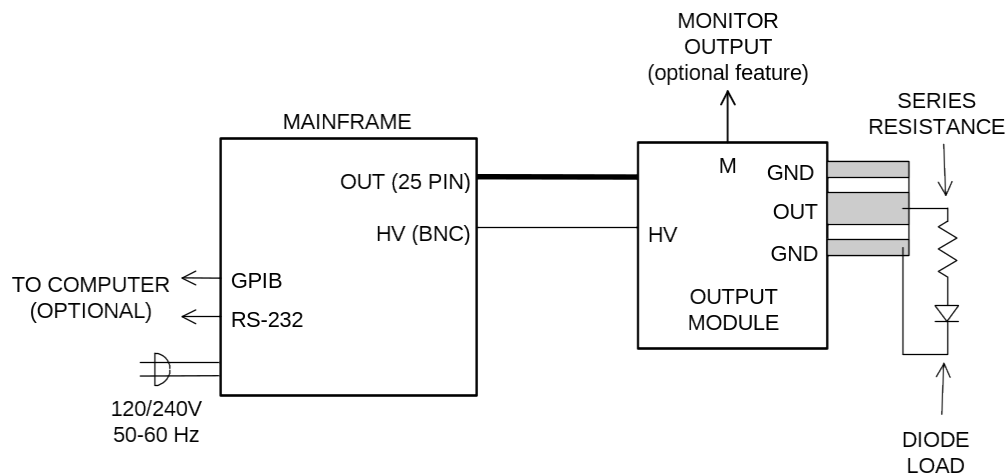 MONITOR
OUTPUT
(optional feature)
SERIES
RESISTANCE
MAINFRAME
OUT (25 PIN)
HV (BNC)
M
GND
OUT
GND
HV
OUTPUT
MODULE
TO COMPUTER
(OPTIONAL)
GPIB
RS-232
120/240V
50-60 Hz
DIODE
LOAD